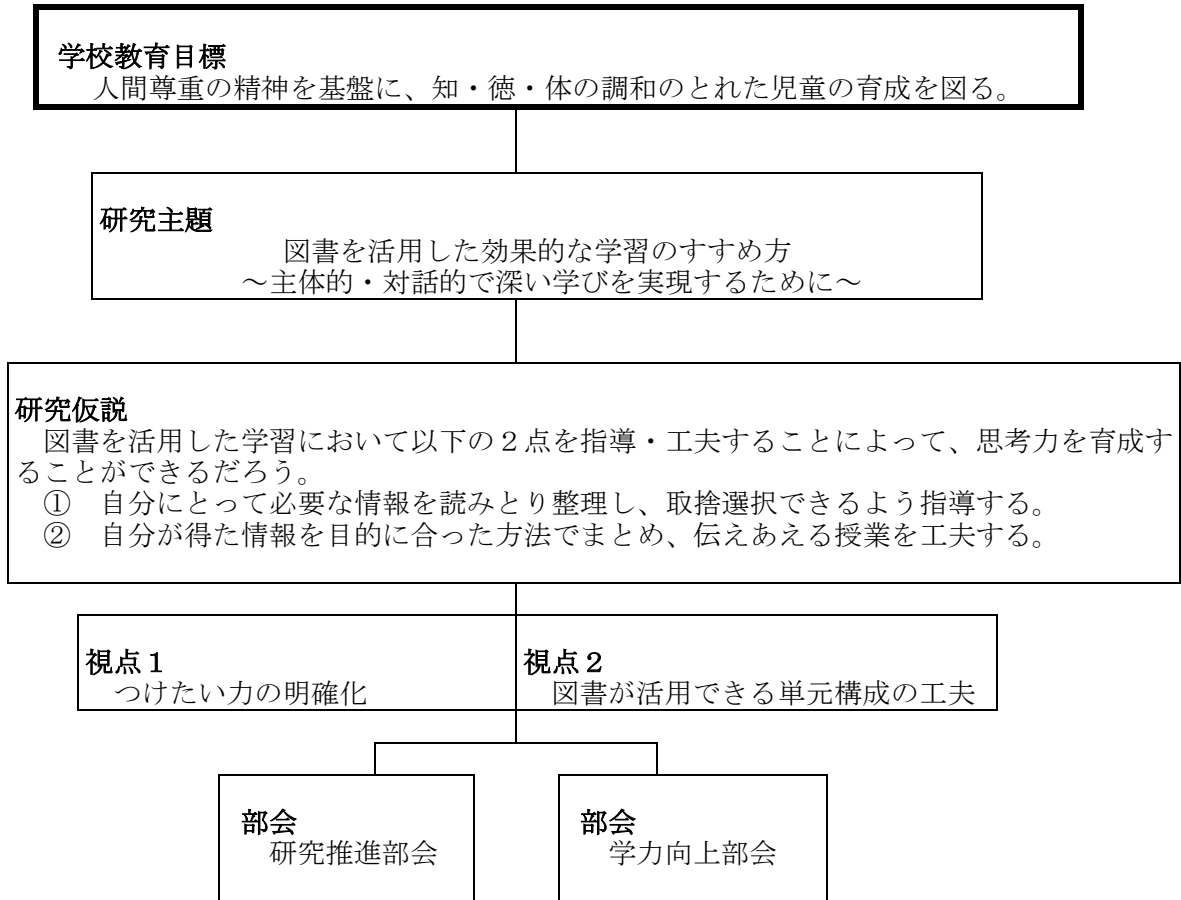 学校教育目標
人間尊重の精神を基盤に、知・徳・体の調和のとれた児童の育成を図る。
研究主題
図書を活用した効果的な学習のすすめ方
～主体的・対話的で深い学びを実現するために～
研究仮説
図書を活用した学習において以下の２点を指導・工夫することによって、思考力を育成す
ることができるだろう。
①　自分にとって必要な情報を読みとり整理し、取捨選択できるよう指導する。
②　自分が得た情報を目的に合った方法でまとめ、伝えあえる授業を工夫する。
視点１
つけたい力の明確化
視点２
図書が活用できる単元構成の工夫
部会
研究推進部会
部会
学力向上部会